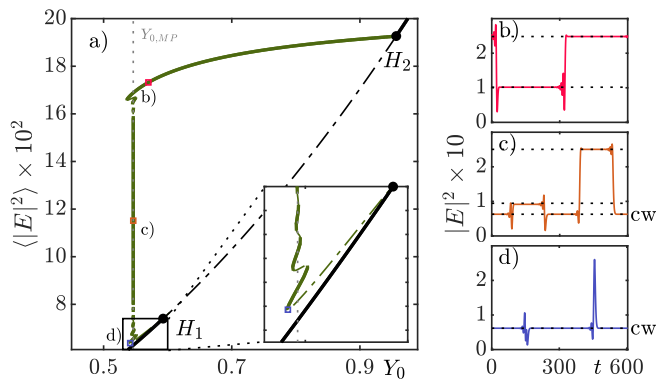 a)
Y₀,MP
H₂
b)
c)
d)
H₁
20
18
16
14
12
10
8
⟨|E|²⟩ × 10²
0.5
0.7
0.9
Y₀
b)
2
1
0
c)
2
1
0
cw
d)
2
1
0
cw
|E|² × 10
0
300
t
600